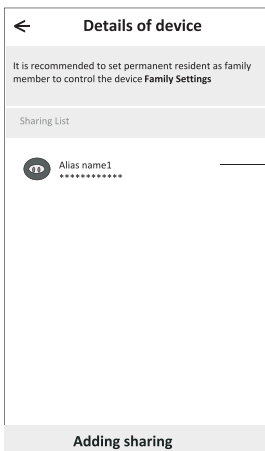 Details of device
It is recommended to set permanent resident as family
member to control the device Family Settings
Sharing List
Alias name1
************
Adding sharing